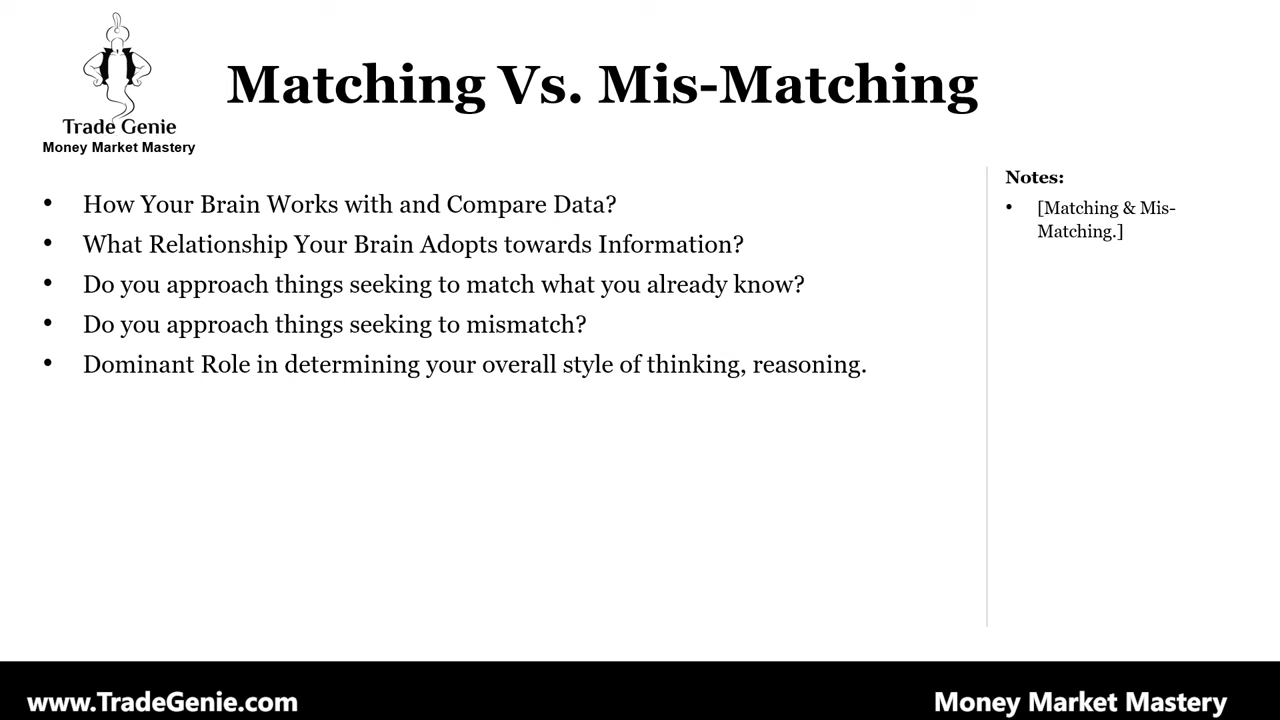 Trade Genie
Money Market Mastery
Matching Vs. Mis-Matching
• How Your Brain Works with and Compare Data?
• What Relationship Your Brain Adopts towards Information?
• Do you approach things seeking to match what you already know?
• Do you approach things seeking to mismatch?
• Dominant Role in determining your overall style of thinking, reasoning.
Notes:
• [Matching & Mis-
Matching.]
www.TradeGenie.com
Money Market Mastery